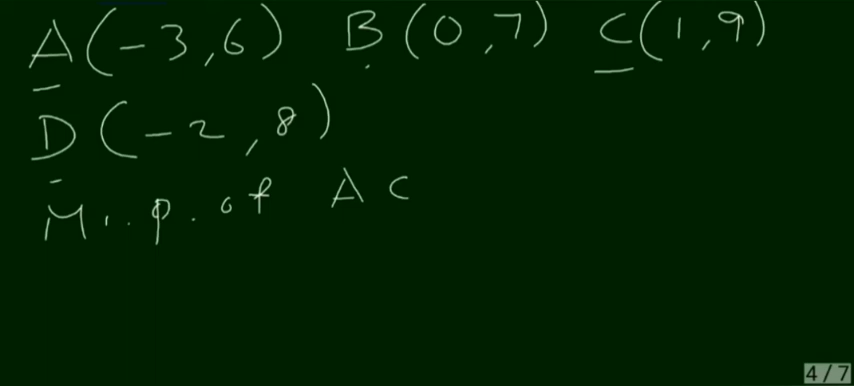 A(-3,6) B(0,7) C(1,9)
D(-2,8)
M.p. of AC
4/7